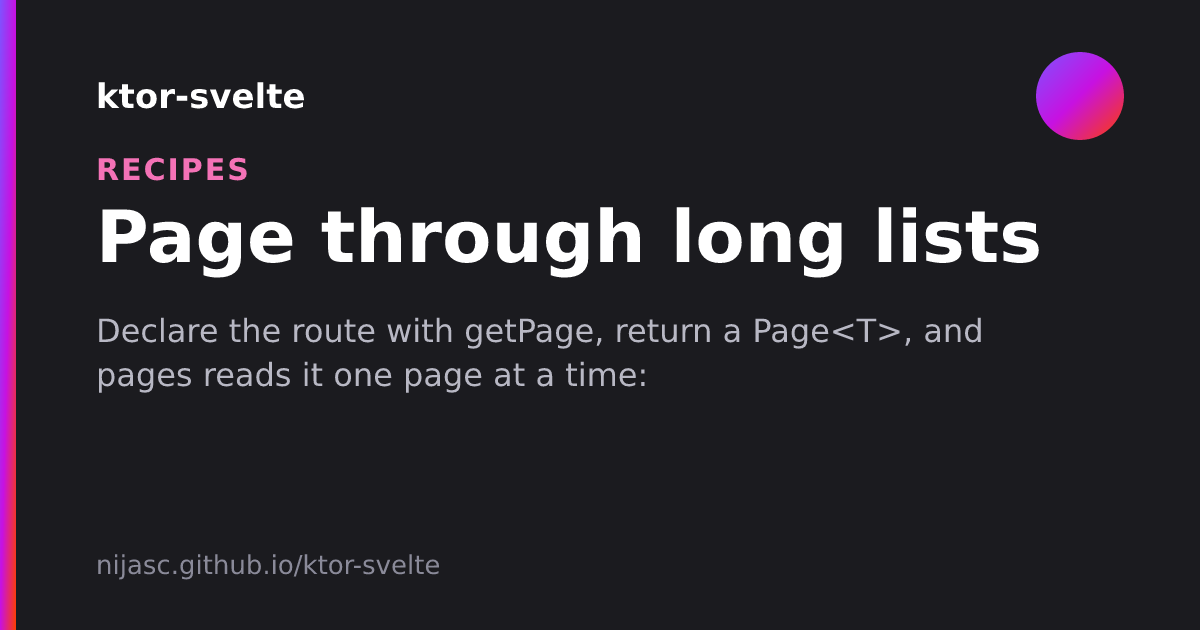 ktor-svelte
RECIPES
Page through long lists
Declare the route with getPage, return a Page<T>, and
pages reads it one page at a time:
nijasc.github.io/ktor-svelte